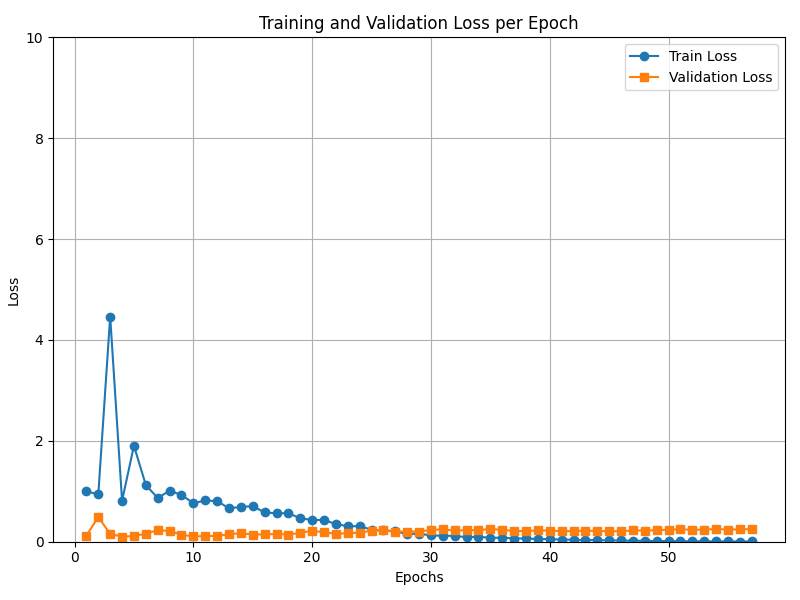 Training and Validation Loss per Epoch
10
8
6
4
2
0
Loss
Train Loss
Validation Loss
0 10 20 30 40 50
Epochs